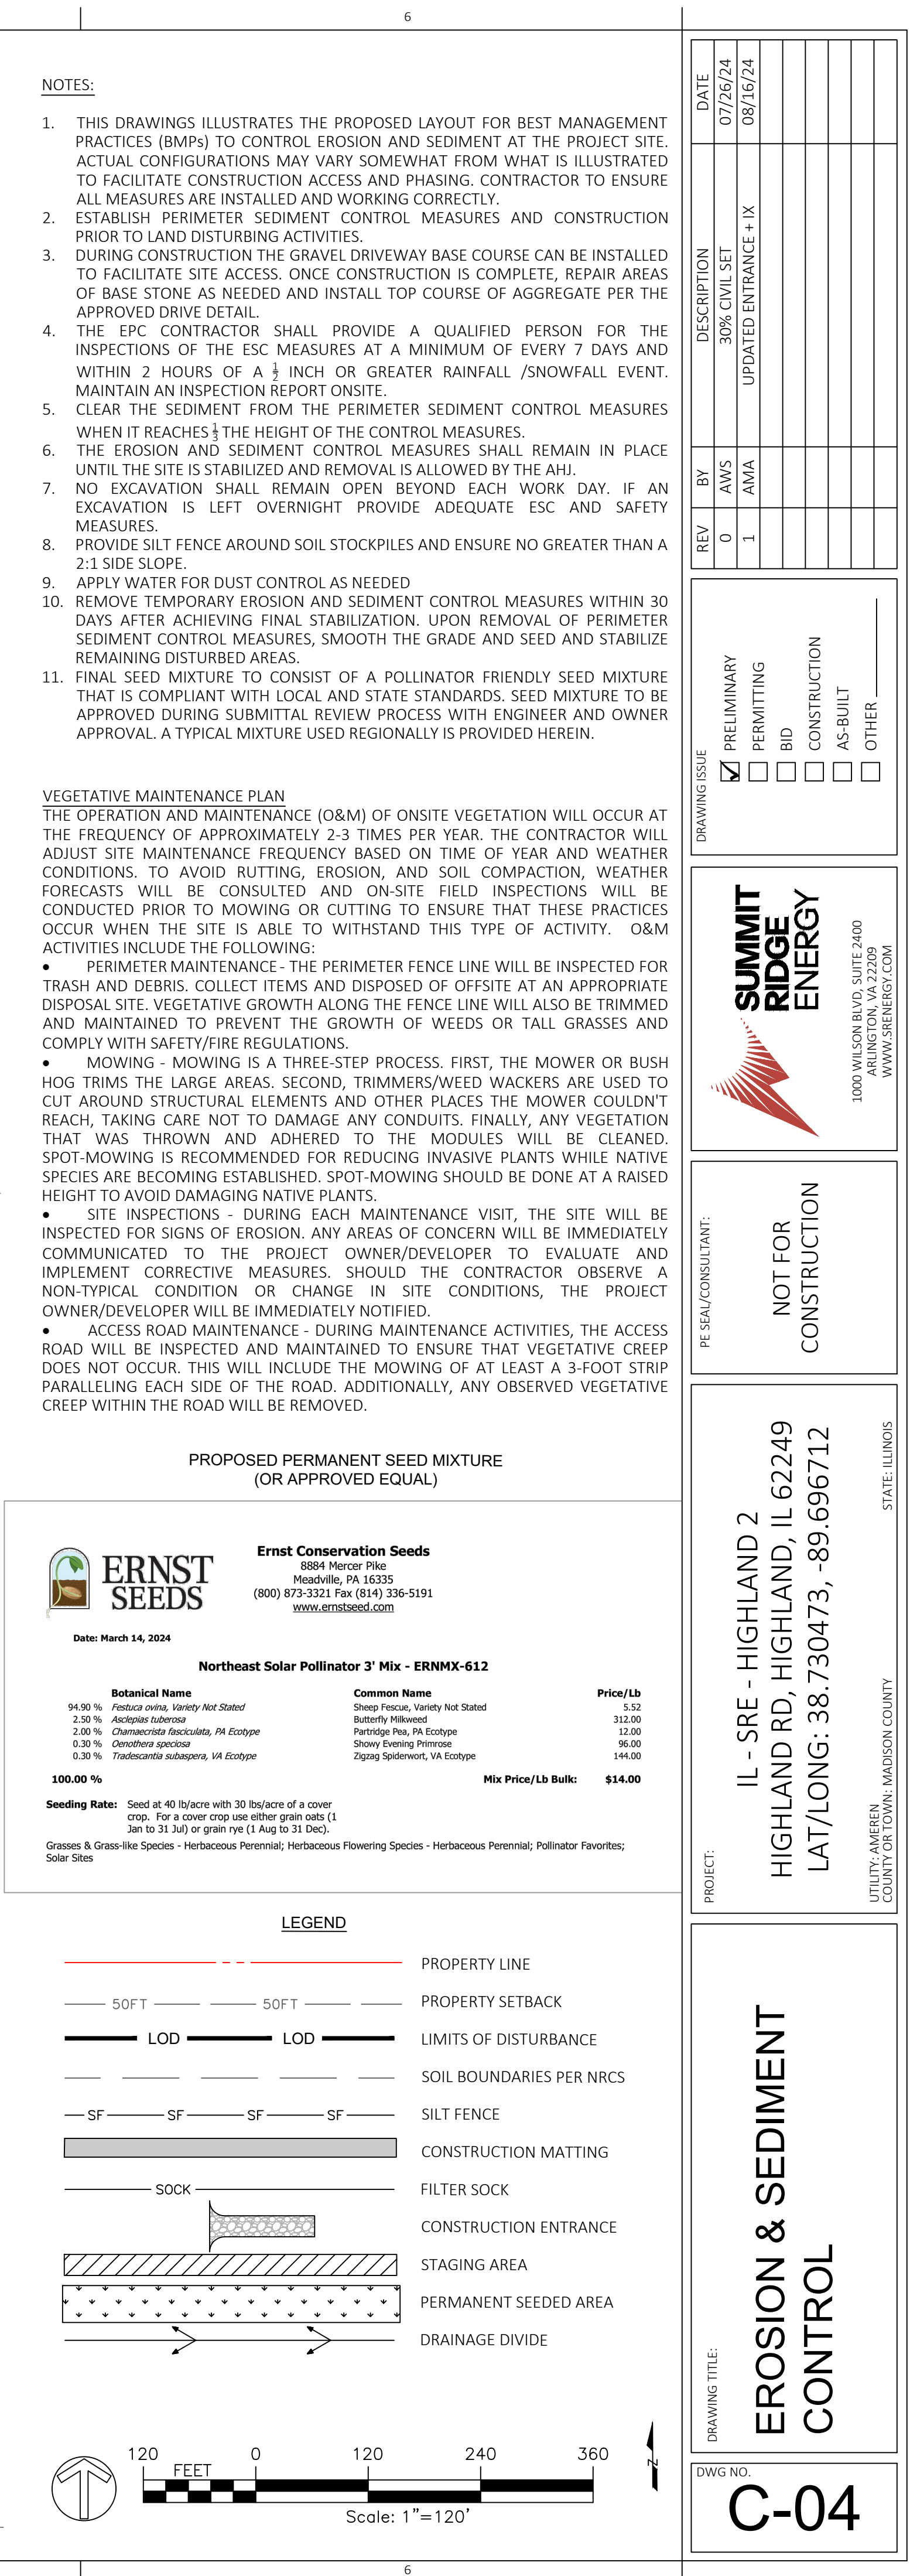 6
NOTES:
1. THIS DRAWINGS ILLUSTRATES THE PROPOSED LAYOUT FOR BEST MANAGEMENT
PRACTICES (BMPs) TO CONTROL EROSION AND SEDIMENT AT THE PROJECT SITE.
ACTUAL CONFIGURATIONS MAY VARY SOMEWHAT FROM WHAT IS ILLUSTRATED
TO FACILITATE CONSTRUCTION ACCESS AND PHASING. CONTRACTOR TO ENSURE
ALL MEASURES ARE INSTALLED AND WORKING CORRECTLY.
2. ESTABLISH PERIMETER SEDIMENT CONTROL MEASURES AND CONSTRUCTION
PRIOR TO LAND DISTURBING ACTIVITIES.
3. DURING CONSTRUCTION THE GRAVEL DRIVEWAY BASE COURSE CAN BE INSTALLED
TO FACILITATE SITE ACCESS. ONCE CONSTRUCTION IS COMPLETE, REPAIR AREAS
OF BASE STONE AS NEEDED AND INSTALL TOP COURSE OF AGGREGATE PER THE
APPROVED DRIVE DETAIL.
4. THE EPC CONTRACTOR SHALL PROVIDE A QUALIFIED PERSON FOR THE
INSPECTIONS OF THE ESC MEASURES AT A MINIMUM OF EVERY 7 DAYS AND
WITHIN 2 HOURS OF A 1/2 INCH OR GREATER RAINFALL /SNOWFALL EVENT.
MAINTAIN AN INSPECTION REPORT ONSITE.
5. CLEAR THE SEDIMENT FROM THE PERIMETER SEDIMENT CONTROL MEASURES
WHEN IT REACHES 1/3 THE HEIGHT OF THE CONTROL MEASURES.
6. THE EROSION AND SEDIMENT CONTROL MEASURES SHALL REMAIN IN PLACE
UNTIL THE SITE IS STABILIZED AND REMOVAL IS ALLOWED BY THE AHJ.
7. NO EXCAVATION SHALL REMAIN OPEN BEYOND EACH WORK DAY. IF AN
EXCAVATION IS LEFT OVERNIGHT PROVIDE ADEQUATE ESC AND SAFETY
MEASURES.
8. PROVIDE SILT FENCE AROUND SOIL STOCKPILES AND ENSURE NO GREATER THAN A
2:1 SIDE SLOPE.
9. APPLY WATER FOR DUST CONTROL AS NEEDED
10. REMOVE TEMPORARY EROSION AND SEDIMENT CONTROL MEASURES WITHIN 30
DAYS AFTER ACHIEVING FINAL STABILIZATION. UPON REMOVAL OF PERIMETER
SEDIMENT CONTROL MEASURES, SMOOTH THE GRADE AND SEED AND STABILIZE
REMAINING DISTURBED AREAS.
11. FINAL SEED MIXTURE TO CONSIST OF A POLLINATOR FRIENDLY SEED MIXTURE
THAT IS COMPLIANT WITH LOCAL AND STATE STANDARDS. SEED MIXTURE TO BE
APPROVED DURING SUBMITTAL REVIEW PROCESS WITH ENGINEER AND OWNER
APPROVAL. A TYPICAL MIXTURE USED REGIONALLY IS PROVIDED HEREIN.
VEGETATIVE MAINTENANCE PLAN
THE OPERATION AND MAINTENANCE (O&M) OF ONSITE VEGETATION WILL OCCUR AT
THE FREQUENCY OF APPROXIMATELY 2-3 TIMES PER YEAR. THE CONTRACTOR WILL
ADJUST SITE MAINTENANCE FREQUENCY BASED ON TIME OF YEAR AND WEATHER
CONDITIONS. TO AVOID RUTTING, EROSION, AND SOIL COMPACTION, WEATHER
FORECASTS WILL BE CONSULTED AND ON-SITE FIELD INSPECTIONS WILL BE
CONDUCTED PRIOR TO MOWING OR CUTTING TO ENSURE THAT THESE PRACTICES
OCCUR WHEN THE SITE IS ABLE TO WITHSTAND THIS TYPE OF ACTIVITY. O&M
ACTIVITIES INCLUDE THE FOLLOWING:
• PERIMETER MAINTENANCE - THE PERIMETER FENCE LINE WILL BE INSPECTED FOR
TRASH AND DEBRIS. COLLECT ITEMS AND DISPOSED OF OFFSITE AT AN APPROPRIATE
DISPOSAL SITE. VEGETATIVE GROWTH ALONG THE FENCE LINE WILL ALSO BE TRIMMED
AND MAINTAINED TO PREVENT THE GROWTH OF WEEDS OR TALL GRASSES AND
COMPLY WITH SAFETY/FIRE REGULATIONS.
• MOWING - MOWING IS A THREE-STEP PROCESS. FIRST, THE MOWER OR BUSH
HOG TRIMS THE LARGE AREAS. SECOND, TRIMMERS/WEED WACKERS ARE USED TO
CUT AROUND STRUCTURAL ELEMENTS AND OTHER PLACES THE MOWER COULDN'T
REACH, TAKING CARE NOT TO DAMAGE ANY CONDUITS. FINALLY, ANY VEGETATION
THAT WAS THROWN AND ADHERED TO THE MODULES WILL BE CLEANED.
SPOT-MOWING IS RECOMMENDED FOR REDUCING INVASIVE PLANTS WHILE NATIVE
SPECIES ARE BECOMING ESTABLISHED. SPOT-MOWING SHOULD BE DONE AT A RAISED
HEIGHT TO AVOID DAMAGING NATIVE PLANTS.
• SITE INSPECTIONS - DURING EACH MAINTENANCE VISIT, THE SITE WILL BE
INSPECTED FOR SIGNS OF EROSION. ANY AREAS OF CONCERN WILL BE IMMEDIATELY
COMMUNICATED TO THE PROJECT OWNER/DEVELOPER TO EVALUATE AND
IMPLEMENT CORRECTIVE MEASURES. SHOULD THE CONTRACTOR OBSERVE A
NON-TYPICAL CONDITION OR CHANGE IN SITE CONDITIONS, THE PROJECT
OWNER/DEVELOPER WILL BE IMMEDIATELY NOTIFIED.
• ACCESS ROAD MAINTENANCE - DURING MAINTENANCE ACTIVITIES, THE ACCESS
ROAD WILL BE INSPECTED AND MAINTAINED TO ENSURE THAT VEGETATIVE CREEP
DOES NOT OCCUR. THIS WILL INCLUDE THE MOWING OF AT LEAST A 3-FOOT STRIP
PARALLELING EACH SIDE OF THE ROAD. ADDITIONALLY, ANY OBSERVED VEGETATIVE
CREEP WITHIN THE ROAD WILL BE REMOVED.
PROPOSED PERMANENT SEED MIXTURE
(OR APPROVED EQUAL)
ERNST
SEEDS
Ernst Conservation Seeds
8884 Mercer Pike
Meadville, PA 16335
(800) 873-3321 Fax (814) 336-5191
www.ernstseed.com
Date: March 14, 2024
Northeast Solar Pollinator 3' Mix - ERNMX-612
Botanical Name Common Name Price/Lb
94.90 % Festuca ovina, Variety Not Stated Sheep Fescue, Variety Not Stated 5.52
2.50 % Asclepias tuberosa Butterfly Milkweed 312.00
2.00 % Chamaecrista fasciculata, PA Ecotype Partridge Pea, PA Ecotype 12.00
0.30 % Oenothera speciosa Showy Evening Primrose 96.00
0.30 % Tradescantia subaspera, VA Ecotype Zigzag Spiderwort, VA Ecotype 144.00
100.00 % Mix Price/Lb Bulk: $14.00
Seeding Rate: Seed at 40 lb/acre with 30 lbs/acre of a cover
crop. For a cover crop use either grain oats (1
Jan to 31 Jul) or grain rye (1 Aug to 31 Dec).
Grasses & Grass-like Species - Herbaceous Perennial; Herbaceous Flowering Species - Herbaceous Perennial; Pollinator Favorites;
Solar Sites
LEGEND
PROPERTY LINE
50FT 50FT PROPERTY SETBACK
LOD LOD LIMITS OF DISTURBANCE
SOIL BOUNDARIES PER NRCS
SF SF SF SF SILT FENCE
CONSTRUCTION MATTING
SOCK FILTER SOCK
CONSTRUCTION ENTRANCE
STAGING AREA
PERMANENT SEEDED AREA
DRAINAGE DIVIDE
120 0 120 240 360
FEET
Scale: 1"=120'
N
6
REV BY DESCRIPTION DATE
0 AWS 30% CIVIL SET 07/26/24
1 AMA UPDATED ENTRANCE + IX 08/16/24
DRAWING ISSUE
PRELIMINARY
PERMITTING
BID
CONSTRUCTION
AS-BUILT
OTHER
SUMMIT
RIDGE
ENERGY
1000 WILSON BLVD, SUITE 2400
ARLINGTON, VA 22209
WWW.SRENERGY.COM
PE SEAL/CONSULTANT:
NOT FOR
CONSTRUCTION
PROJECT:
IL - SRE - HIGHLAND 2
HIGHLAND RD, HIGHLAND, IL 62249
LAT/LONG: 38.730473, -89.696712
UTILITY: AMEREN
COUNTY OR TOWN: MADISON COUNTY STATE: ILLINOIS
DRAWING TITLE:
EROSION & SEDIMENT
CONTROL
DWG NO.
C-04